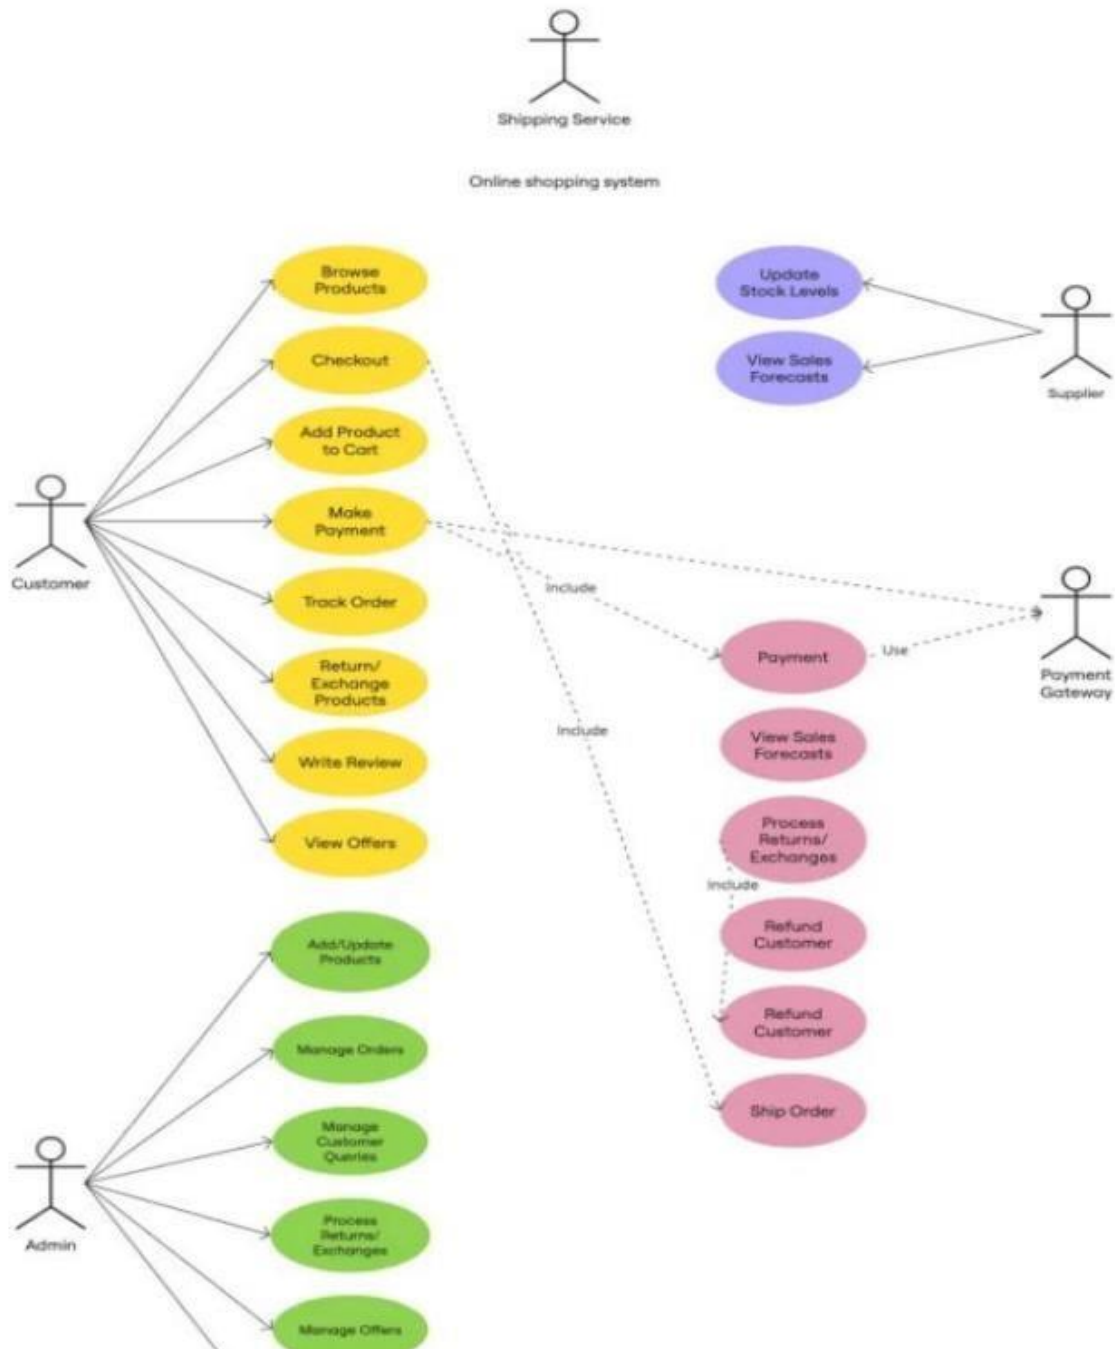 Shipping Service
Online shopping system
Browse
Products
Checkout
Add Product
to Cart
Make
Payment
Track Order
Return/
Exchange
Products
Write Review
View Offers
Customer
Update
Stock Levels
View Sales
Forecasts
Supplier
Include
Include
Payment
Use
Payment
Gateway
View Sales
Forecasts
Process
Returns/
Exchanges
Include
Refund
Customer
Refund
Customer
Ship Order
Add/Update
Products
Manage Orders
Manage
Customer
Queries
Process
Returns/
Exchanges
Manage Offers
Admin